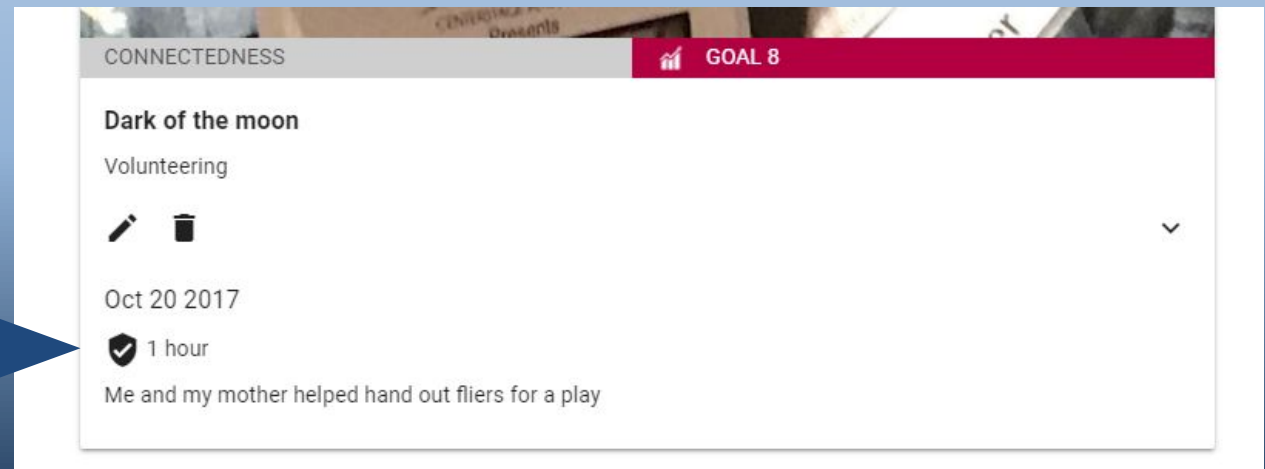 Presents
CONNECTEDNESS
GOAL 8
Dark of the moon
Volunteering
Oct 20 2017
1 hour
Me and my mother helped hand out fliers for a play